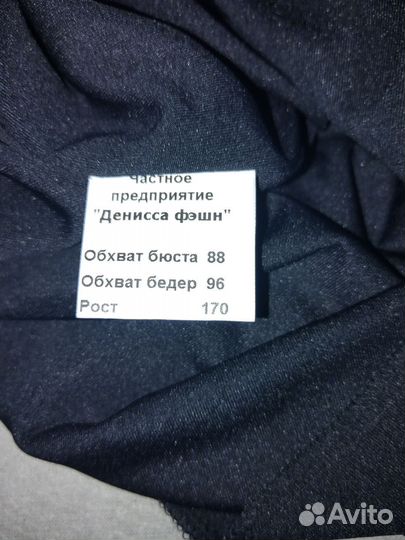 Частное
предприятие
"Денисса фэшн"
Обхват бюста 88
Обхват бедер 96
Рост 170
Avito